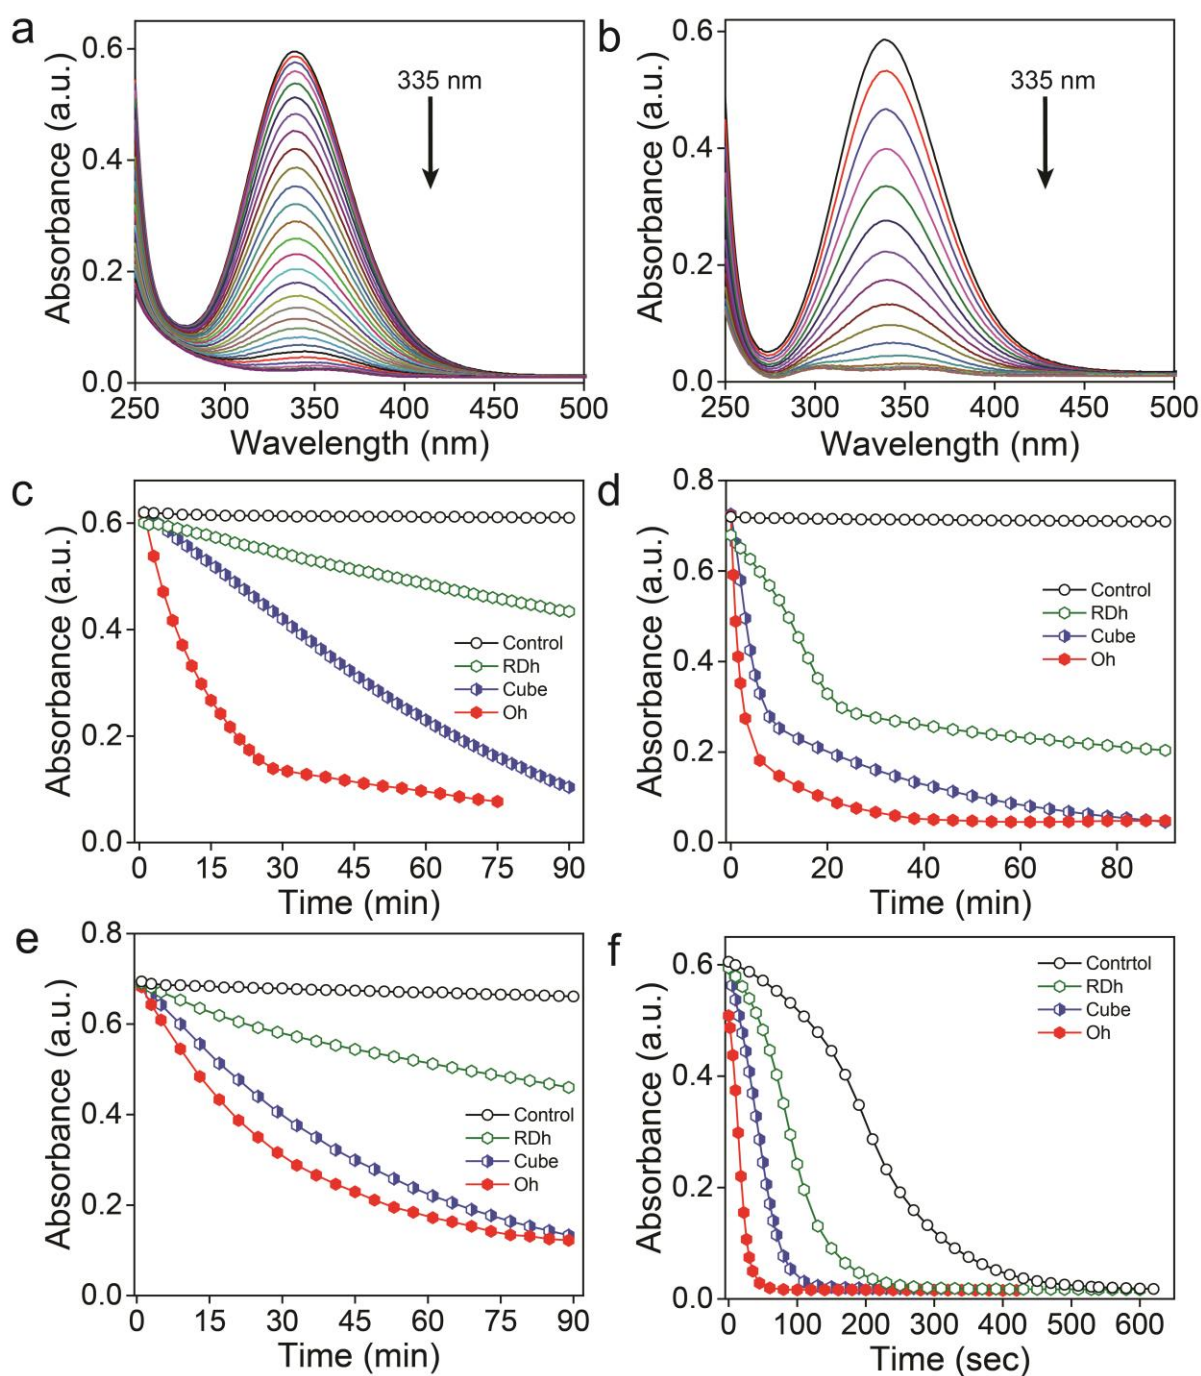 a
Absorbance (a.u.)
0.6
0.4
0.2
0.0
335 nm
250 300 350 400 450 500
Wavelength (nm)
b
Absorbance (a.u.)
0.6
0.4
0.2
0.0
335 nm
250 300 350 400 450 500
Wavelength (nm)
c
Absorbance (a.u.)
0.6
0.4
0.2
0.0
Control
RDh
Cube
Oh
0 15 30 45 60 75 90
Time (min)
d
Absorbance (a.u.)
0.8
0.6
0.4
0.2
0.0
Control
RDh
Cube
Oh
0 20 40 60 80
Time (min)
e
Absorbance (a.u.)
0.8
0.6
0.4
0.2
0.0
Control
RDh
Cube
Oh
0 15 30 45 60 75 90
Time (min)
f
Absorbance (a.u.)
0.6
0.4
0.2
0.0
Contrtol
RDh
Cube
Oh
0 100 200 300 400 500 600
Time (sec)